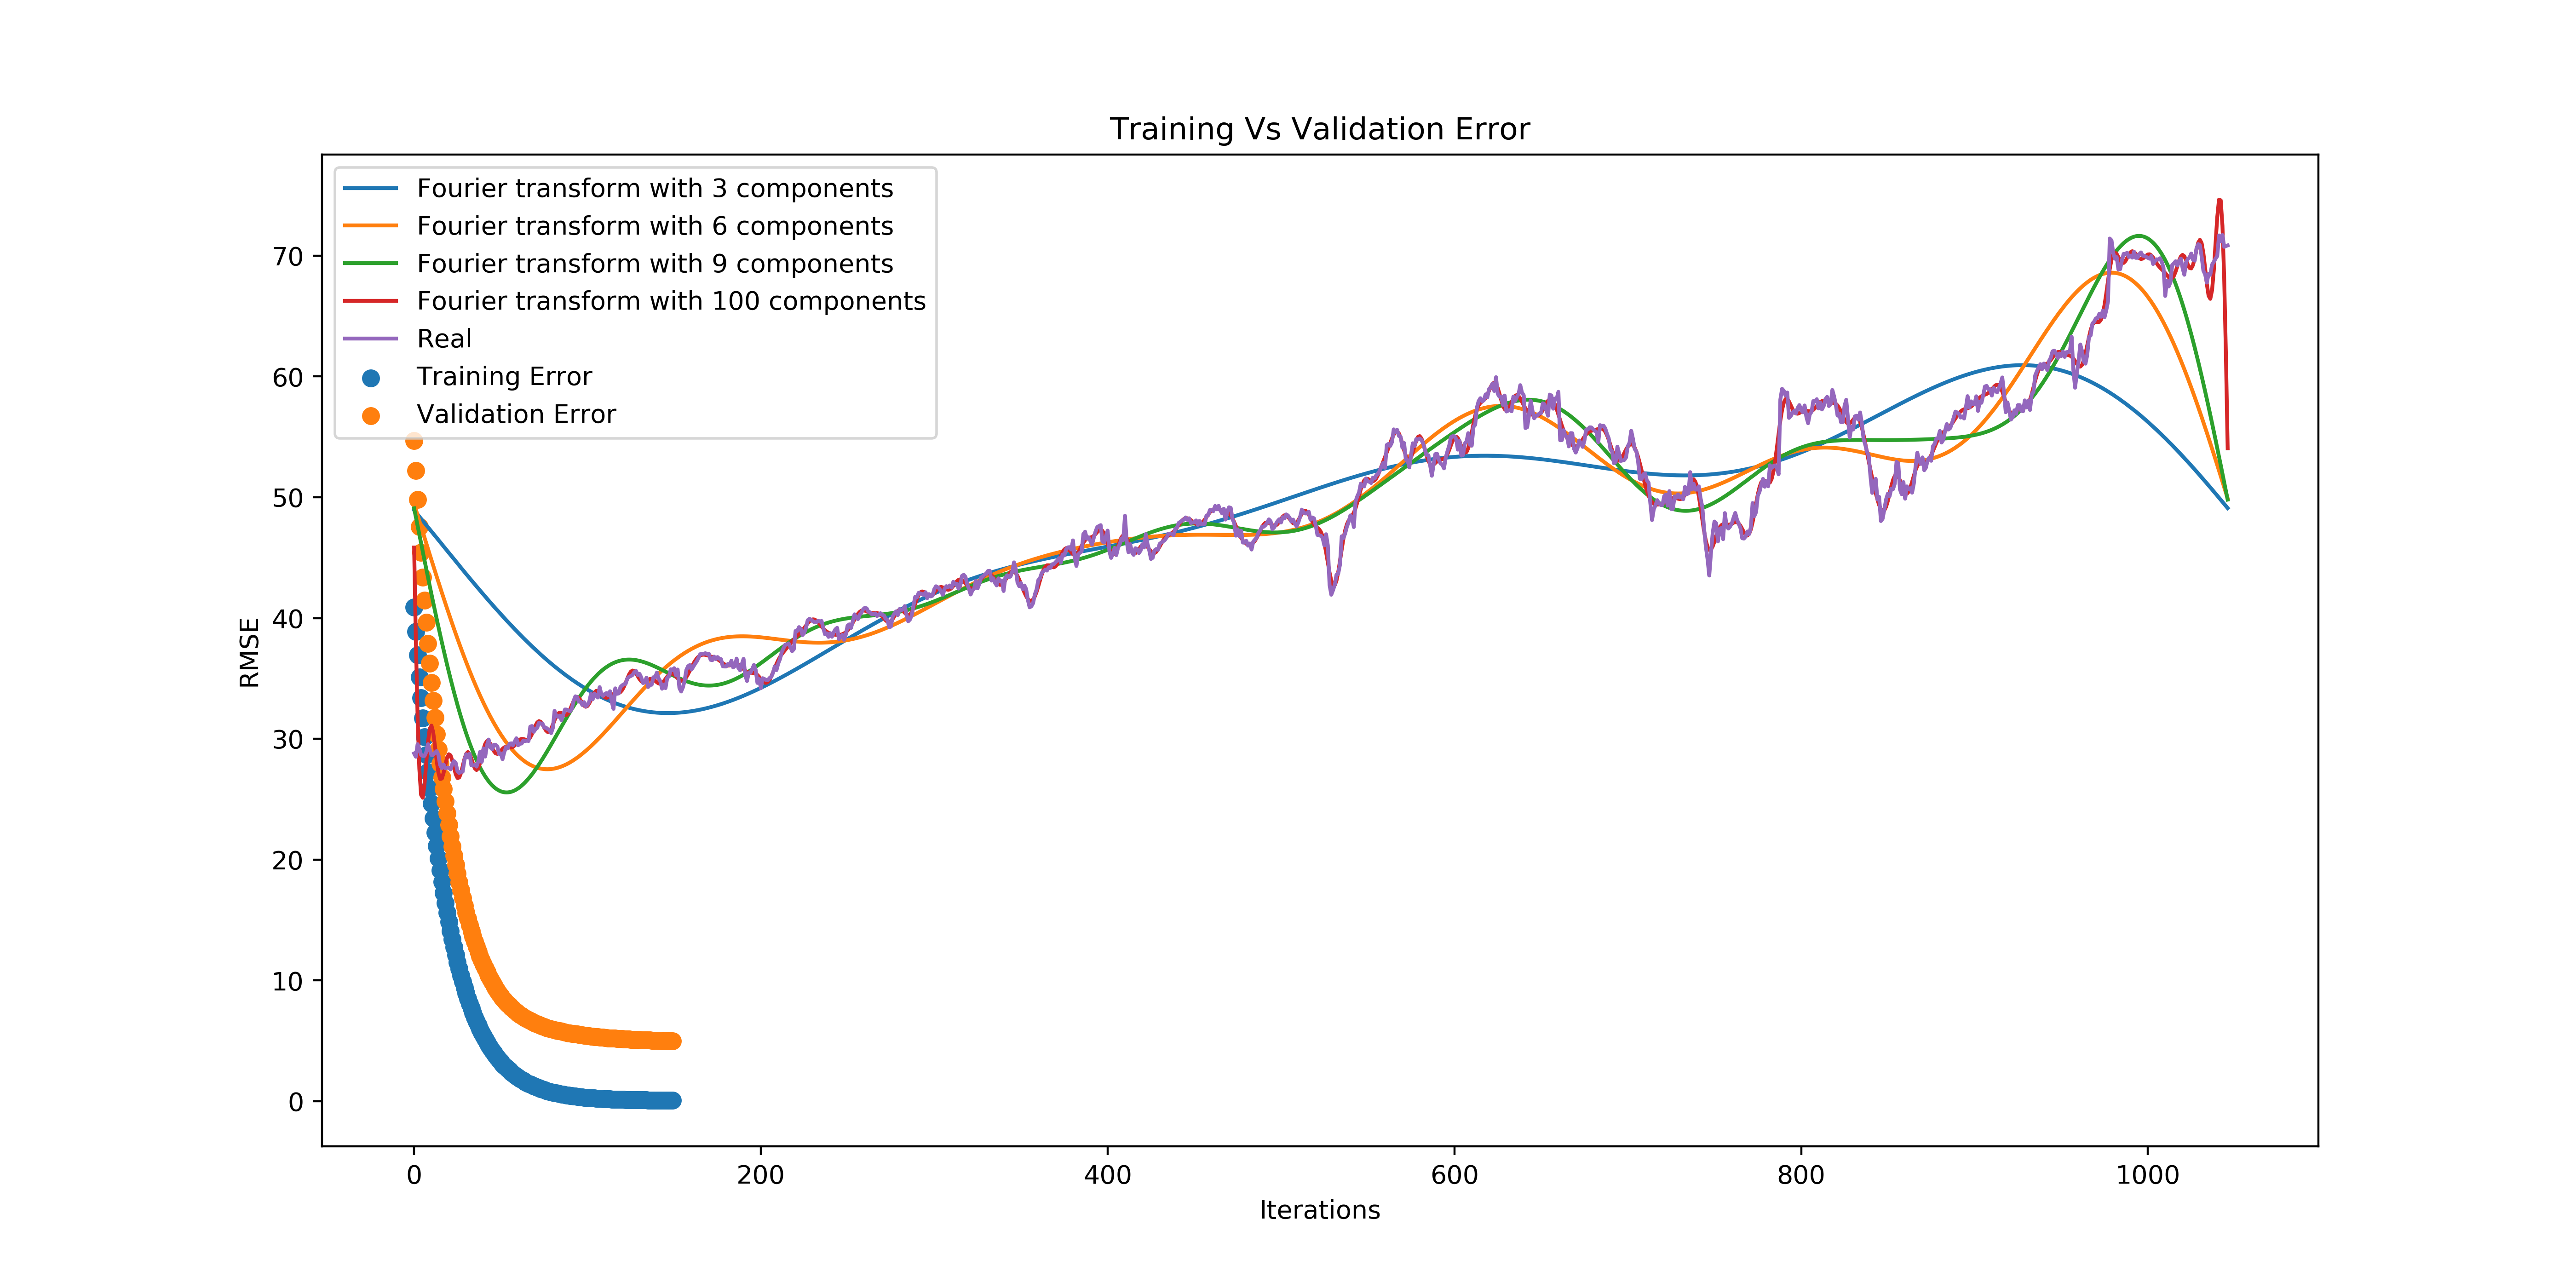 Training Vs Validation Error
Fourier transform with 3 components
Fourier transform with 6 components
Fourier transform with 9 components
Fourier transform with 100 components
Real
Training Error
Validation Error
RMSE
70
60
50
40
30
20
10
0
0 200 400 600 800 1000
Iterations